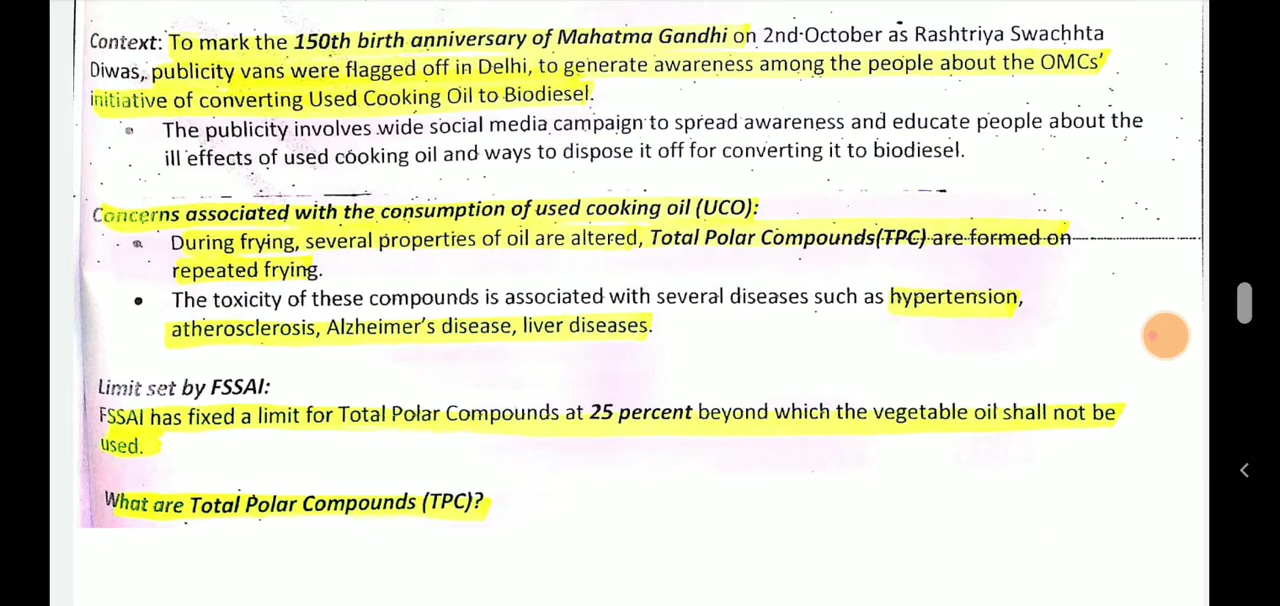 Context: To mark the 150th birth anniversary of Mahatma Gandhi on 2nd October as Rashtriya Swachhta
Diwas, publicity vans were flagged off in Delhi, to generate awareness among the people about the OMCs'
initiative of converting Used Cooking Oil to Biodiesel.
• The publicity involves wide social media campaign to spread awareness and educate people about the
ill effects of used cooking oil and ways to dispose it off for converting it to biodiesel.
Concerns associated with the consumption of used cooking oil (UCO):
• During frying, several properties of oil are altered, Total Polar Compounds(TPC) are formed on
repeated frying.
• The toxicity of these compounds is associated with several diseases such as hypertension,
atherosclerosis, Alzheimer's disease, liver diseases.
Limit set by FSSAI:
FSSAI has fixed a limit for Total Polar Compounds at 25 percent beyond which the vegetable oil shall not be
used.
What are Total Polar Compounds (TPC)?